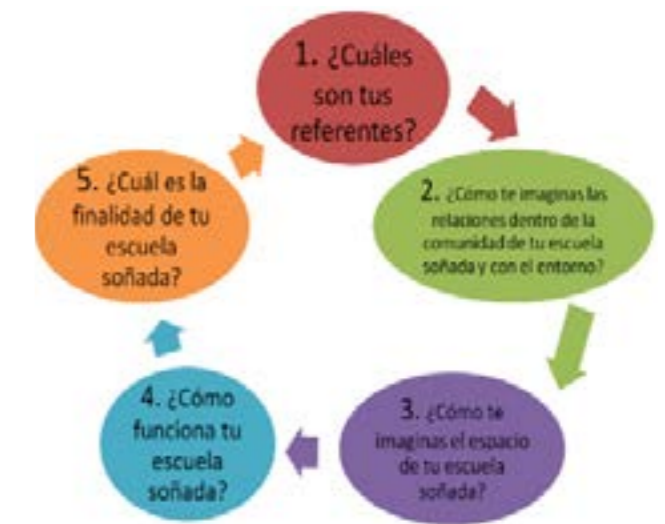 1. ¿Cuáles
son tus
referentes?
2. ¿Cómo te imaginas las
relaciones dentro de la
comunidad de tu escuela
soñada y con el entorno?
3. ¿Cómo te
imaginas el espacio
de tu escuela
soñada?
4. ¿Cómo
funciona tu
escuela
soñada?
5. ¿Cuál es la
finalidad de tu
escuela
soñada?